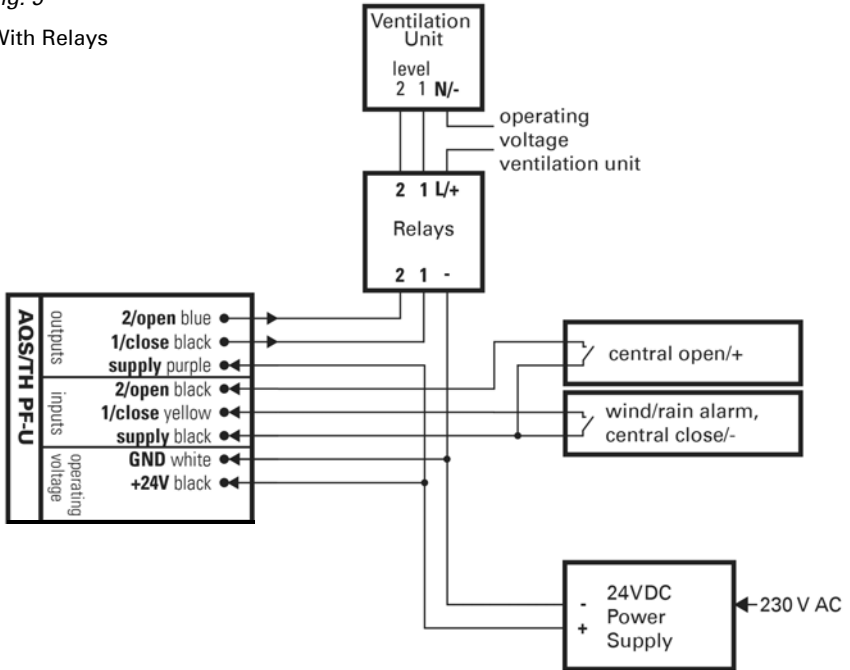 With Relays
Ventilation
Unit
level
2 1 N/-
operating
voltage
ventilation unit
2 1 L/+
Relays
2 1 -
AQS/TH PF-U
outputs
2/open blue
1/close black
supply purple
inputs
2/open black
1/close yellow
supply black
operating
voltage
GND white
+24V black
central open/+
wind/rain alarm,
central close/-
24VDC
- Power
+ Supply
230 V AC